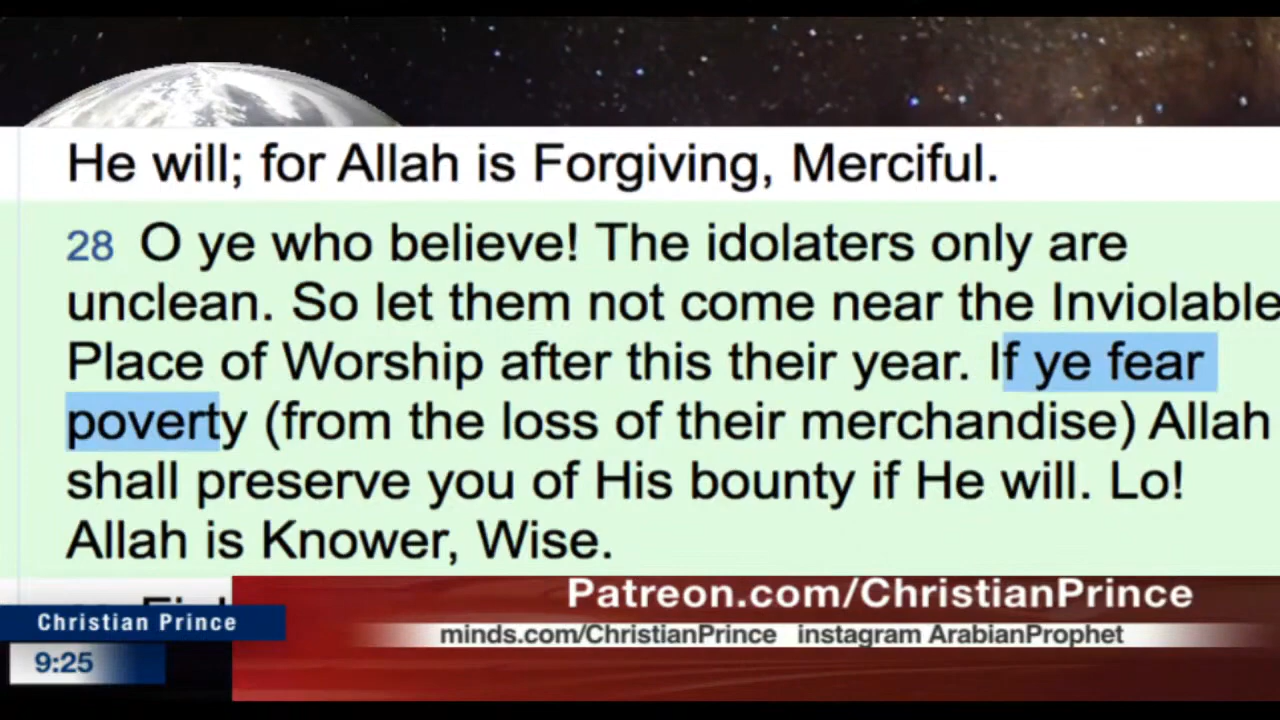 He will; for Allah is Forgiving, Merciful.
28 O ye who believe! The idolaters only are
unclean. So let them not come near the Inviolable
Place of Worship after this their year. If ye fear
poverty (from the loss of their merchandise) Allah
shall preserve you of His bounty if He will. Lo!
Allah is Knower, Wise.
Patreon.com/ChristianPrince
Christian Prince
minds.com/ChristianPrince instagram ArabianProphet
9:25